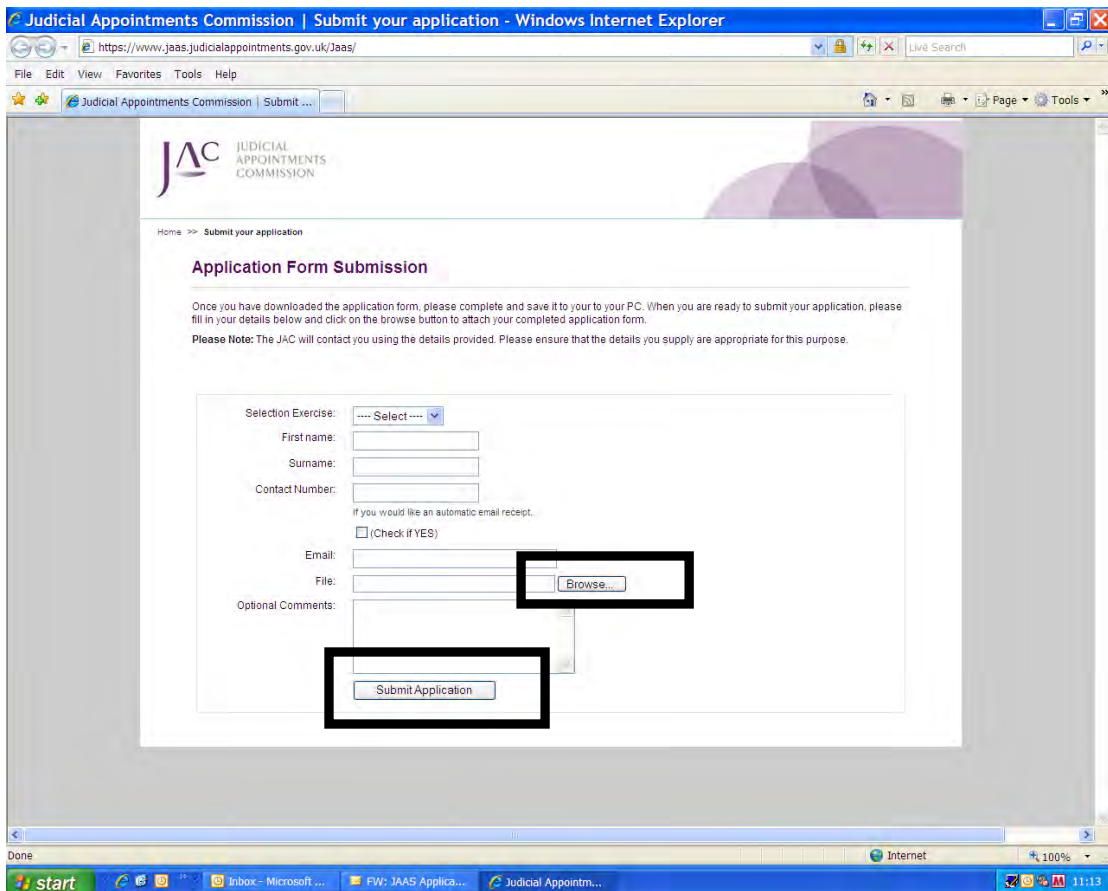 Judicial Appointments Commission | Submit your application - Windows Internet Explorer
https://www.jaas.judicialappointments.gov.uk/Jaas/
Live Search
File Edit View Favorites Tools Help
Judicial Appointments Commission | Submit ...
Page
Tools
JAC JUDICIAL
APPOINTMENTS
COMMISSION
Home >> Submit your application
Application Form Submission
Once you have downloaded the application form, please complete and save it to your to your PC. When you are ready to submit your application, please
fill in your details below and click on the browse button to attach your completed application form.
Please Note: The JAC will contact you using the details provided. Please ensure that the details you supply are appropriate for this purpose.
Selection Exercise: ---- Select ----
First name:
Surname:
Contact Number:
If you would like an automatic email receipt.
(Check if YES)
Email:
File: Browse...
Optional Comments:
Submit Application
Done
Internet
100%
start
Inbox - Microsoft ...
FW: JAAS Applica...
Judicial Appointm...
11:13